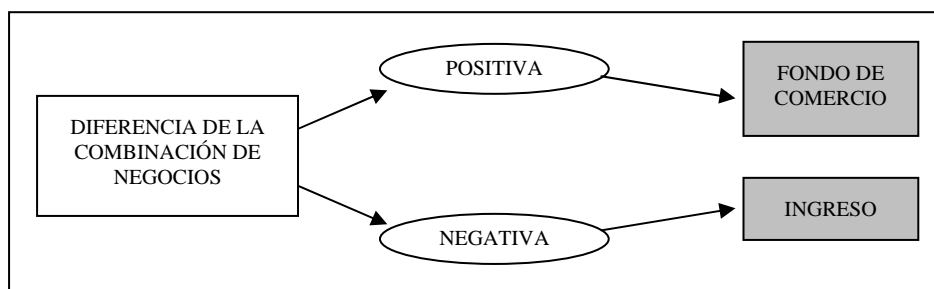 DIFERENCIA DE LA
COMBINACIÓN DE
NEGOCIOS
POSITIVA
FONDO DE
COMERCIO
NEGATIVA
INGRESO